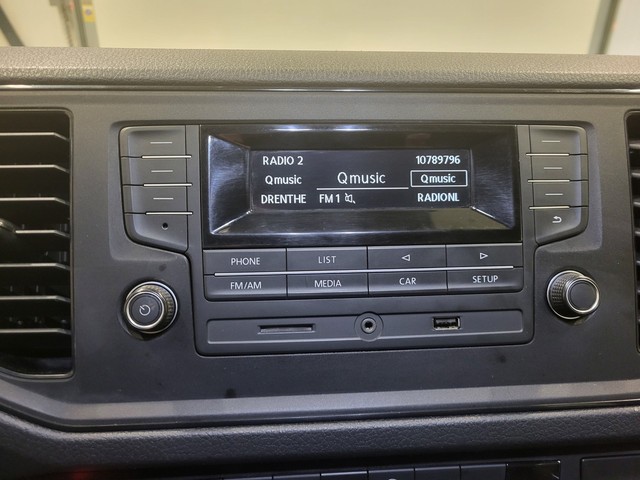 RADIO 2 10789796
Qmusic Qmusic Qmusic
DRENTHE FM 1 RADIONL
PHONE LIST
FM/AM MEDIA CAR SETUP